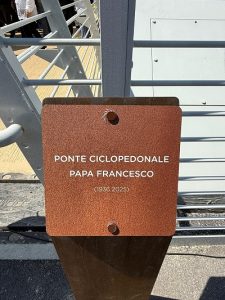 PONTE CICLOPEDONALE
PAPA FRANCESCO
(1936 2025)